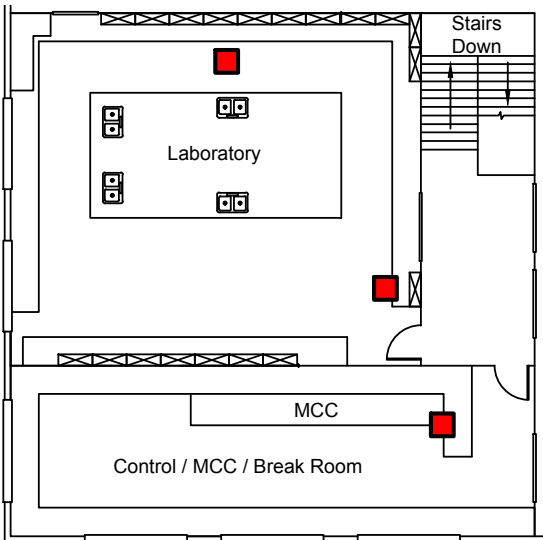 Stairs
Down
Laboratory
MCC
Control / MCC / Break Room